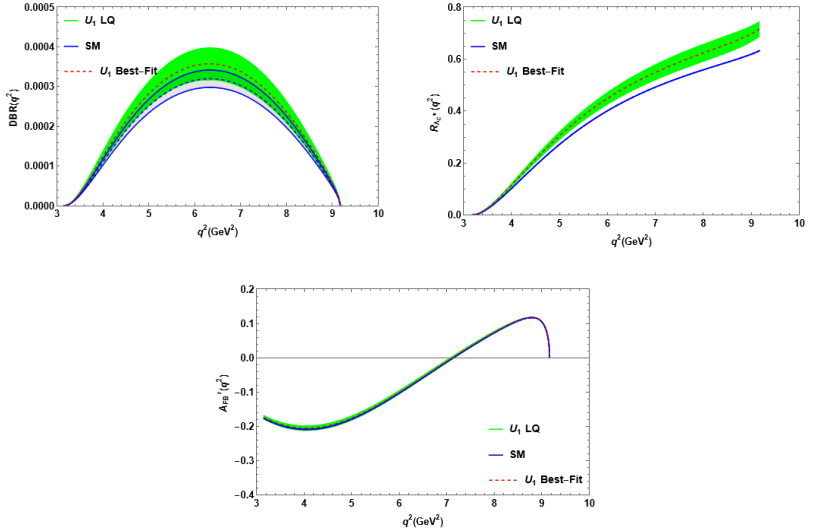 0.0005
0.0004
0.0003
0.0002
0.0001
0.0000
DBR(q²)
U₁ LQ
SM
U₁ Best-Fit
3 4 5 6 7 8 9 10
q²(GeV²)
0.8
0.6
0.4
0.2
0.0
(q²)
U₁ LQ
SM
U₁ Best-Fit
3 4 5 6 7 8 9 10
q²(GeV²)
0.2
0.1
0.0
−0.1
−0.2
−0.3
−0.4
(q²)
U₁ LQ
SM
U₁ Best-Fit
3 4 5 6 7 8 9 10
q²(GeV²)